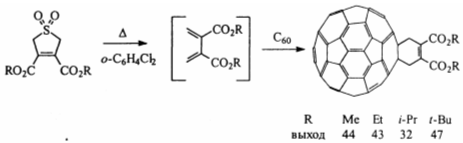 O O
S
RO2C CO2R
Δ
o-C6H4Cl2
CO2R
CO2R
C60
CO2R
CO2R
R Me Et i-Pr t-Bu
выход 44 43 32 47